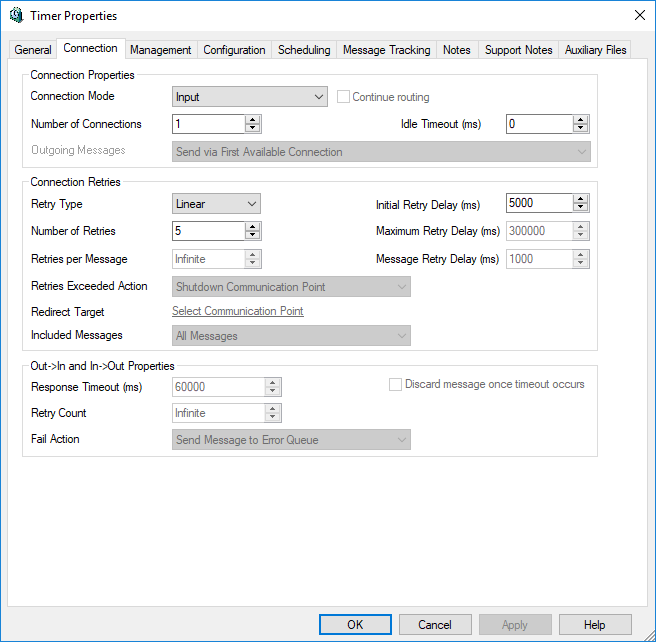 Timer Properties
General Connection Management Configuration Scheduling Message Tracking Notes Support Notes Auxiliary Files
Connection Properties
Connection Mode Input Continue routing
Number of Connections 1 Idle Timeout (ms) 0
Outgoing Messages Send via First Available Connection
Connection Retries
Retry Type Linear Initial Retry Delay (ms) 5000
Number of Retries 5 Maximum Retry Delay (ms) 300000
Retries per Message Infinite Message Retry Delay (ms) 1000
Retries Exceeded Action Shutdown Communication Point
Redirect Target Select Communication Point
Included Messages All Messages
Out->In and In->Out Properties
Response Timeout (ms) 60000 Discard message once timeout occurs
Retry Count Infinite
Fail Action Send Message to Error Queue
OK Cancel Apply Help